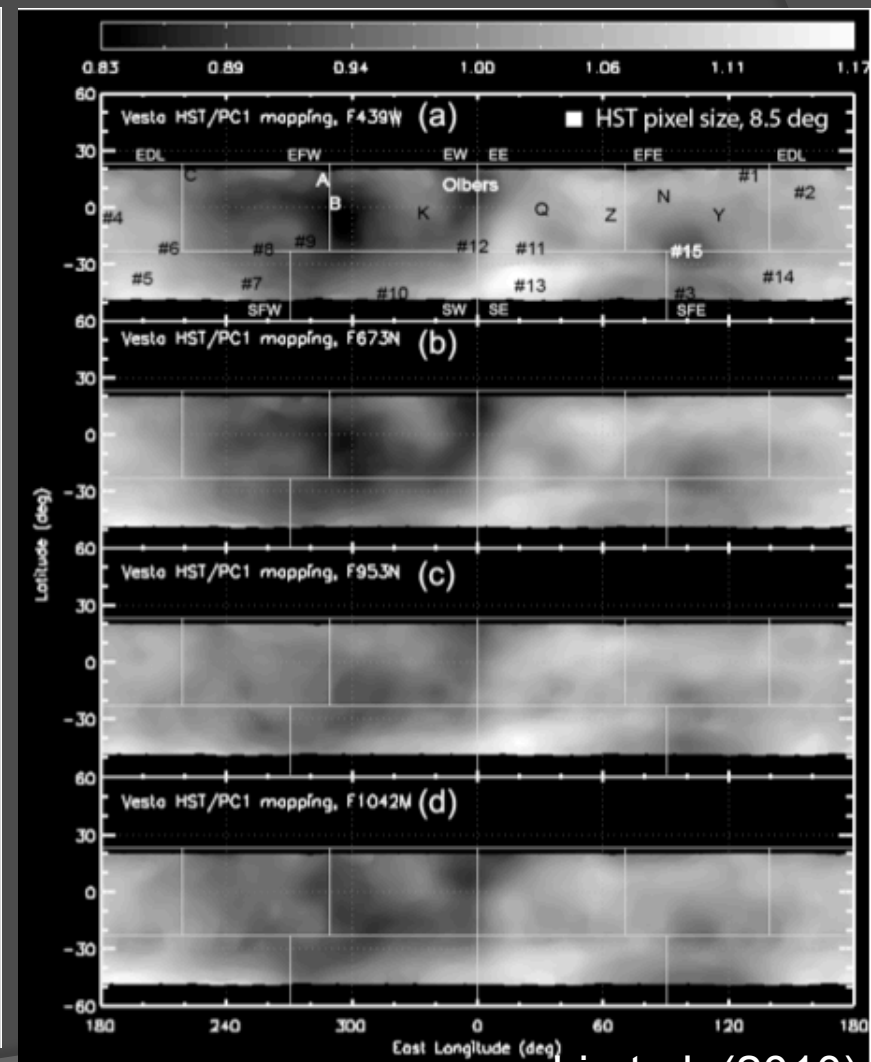 0.83 0.89 0.94 1.00 1.06 1.11 1.17
60
Vesta HST/PC1 mapping, F439W (a) HST pixel size, 8.5 deg
30
EDL EFW EW EE EFE EDL
C A Olbers #1
B K Q Z N Y #2
0
#4
#6 #8 #9 #12 #11 #15
-30
#5 #7 #10 #13 #3 #14
SFW SW SE SFE
60
Vesta HST/PC1 mapping, F673N (b)
30
0
-30
60
Vesta HST/PC1 mapping, F953N (c)
30
0
-30
60
Vesta HST/PC1 mapping, F1042M (d)
30
0
-30
-60
180 240 300 0 60 120 180
Latitude (deg)
East Longitude (deg)
(2010)